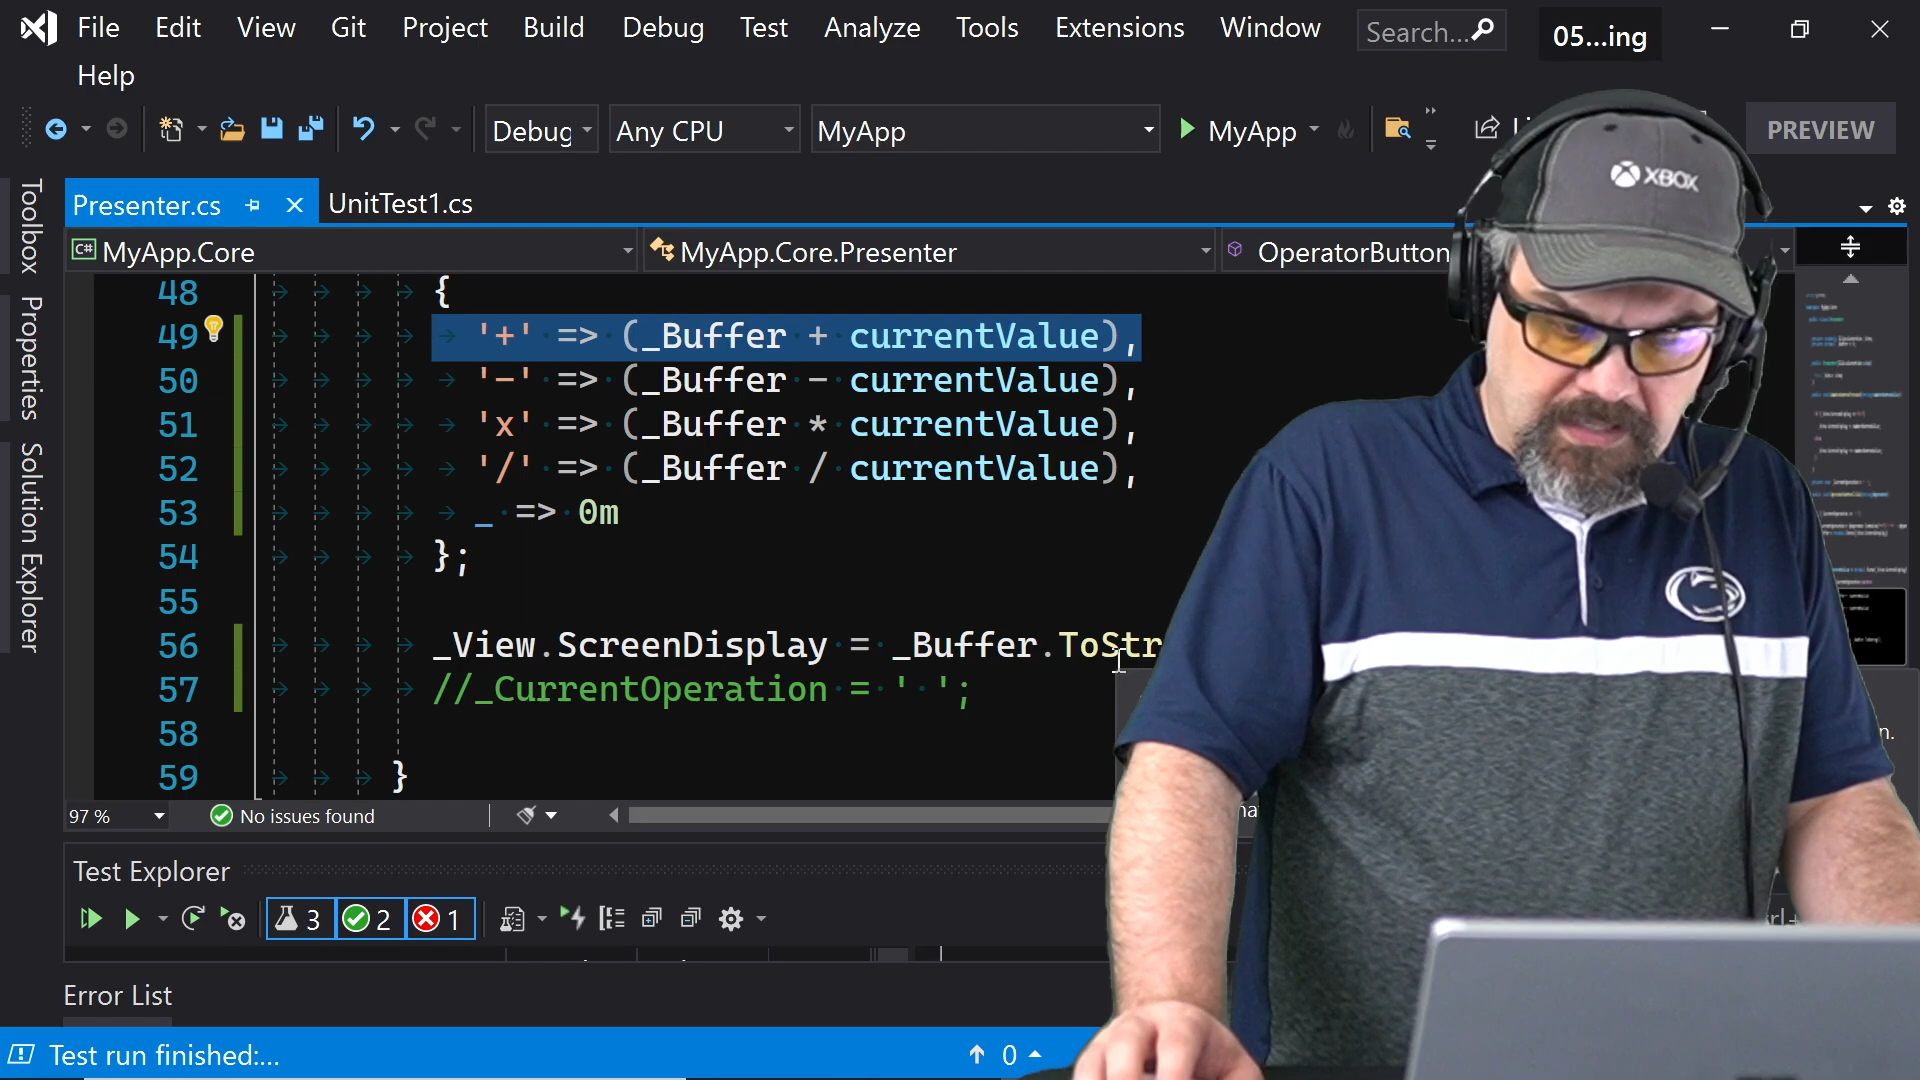 File Edit View Git Project Build Debug Test Analyze Tools Extensions Window Search... 05...ing
Help
Debug Any CPU MyApp MyApp PREVIEW
Presenter.cs UnitTest1.cs
C# MyApp.Core MyApp.Core.Presenter OperatorButton
Toolbox
Properties
Solution Explorer
48 {
49 '+' => (_Buffer + currentValue),
50 '-' => (_Buffer - currentValue),
51 'x' => (_Buffer * currentValue),
52 '/' => (_Buffer / currentValue),
53 _ => 0m
54 };
55
56 _View.ScreenDisplay = _Buffer.ToStr
57 //_CurrentOperation = ' ';
58
59 }
97 % No issues found
Test Explorer
3 2 1
Error List
Test run finished:... 0
XBOX